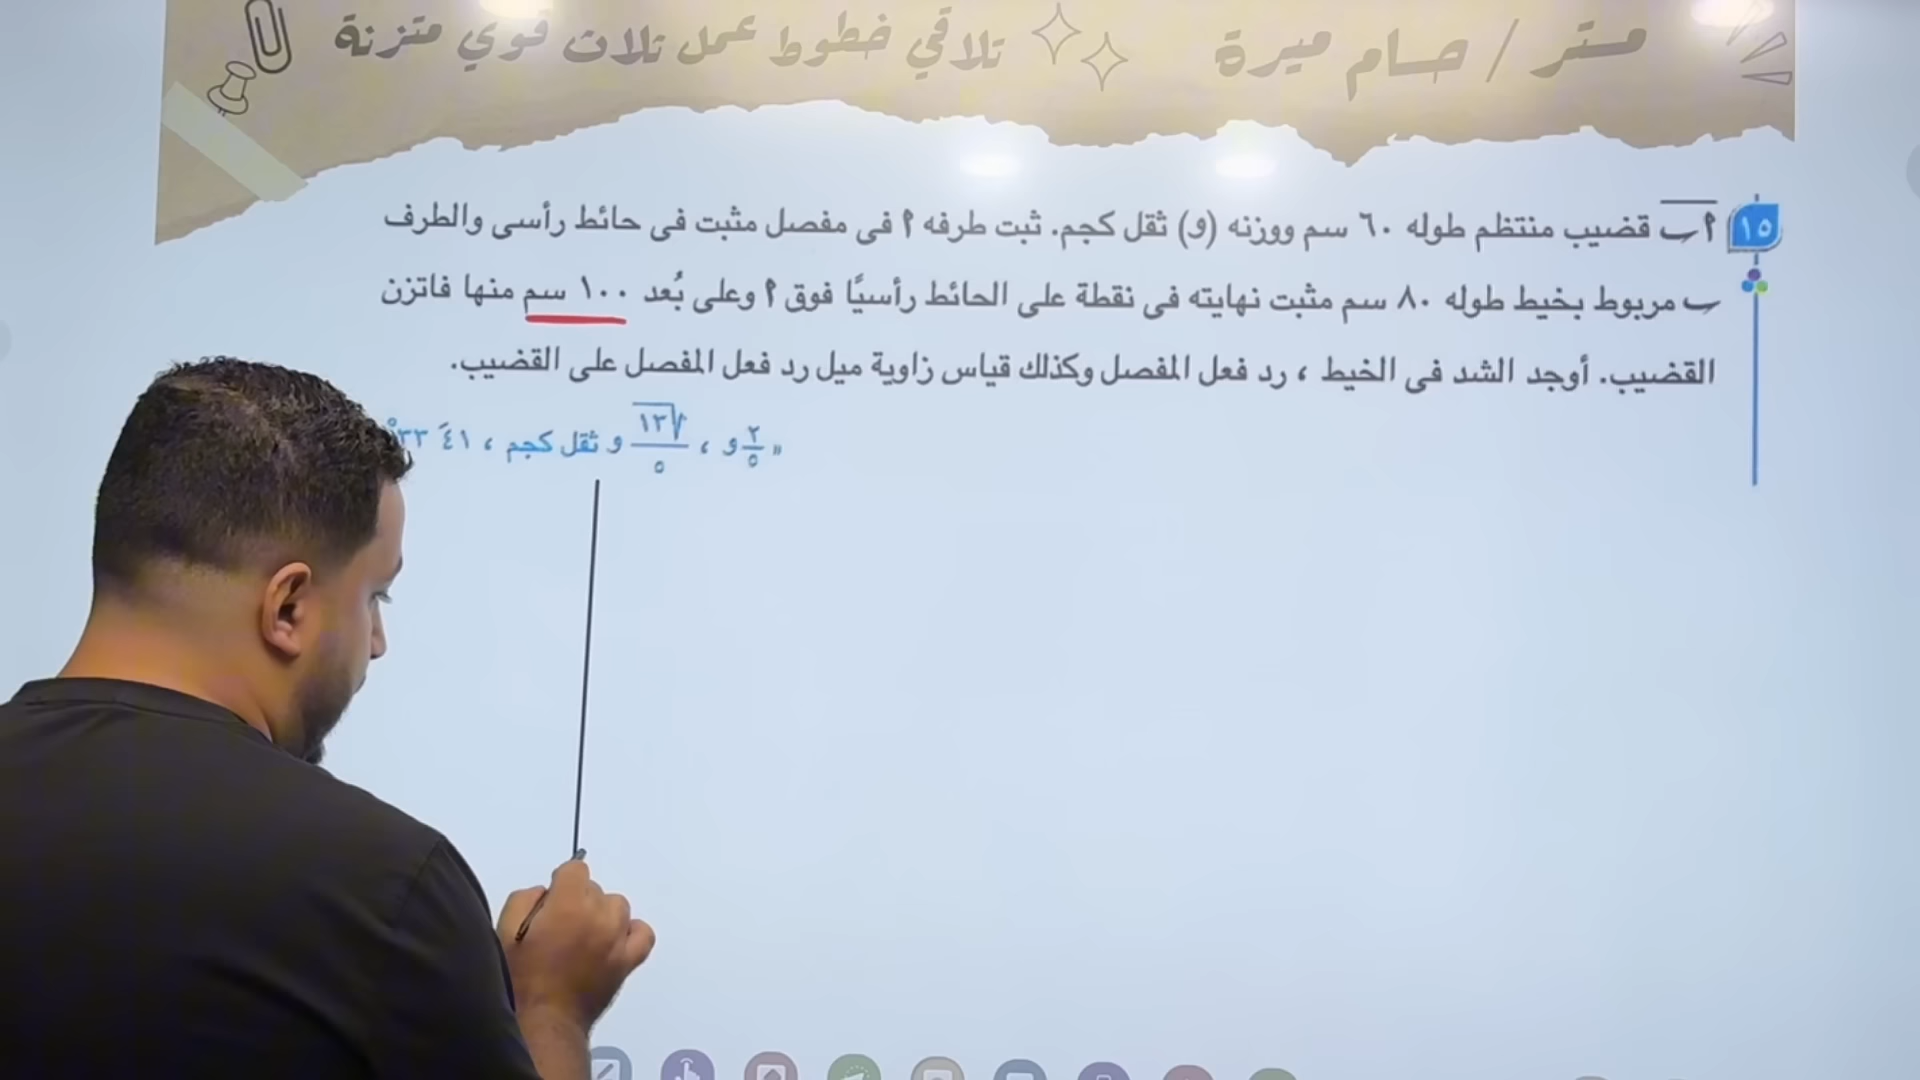 مستر / حسام ميرة تلاقي خطوط عمل تلات قوي متزنة
١٥ أب قضيب منتظم طوله ٦٠ سم ووزنه (و) ثقل كجم. ثبت طرفه أ فى مفصل مثبت فى حائط رأسى والطرف
ب مربوط بخيط طوله ٨٠ سم مثبت نهايته فى نقطة على الحائط رأسيًا فوق أ وعلى بُعد ١٠٠ سم منها فاتزن
القضيب. أوجد الشد فى الخيط ، رد فعل المفصل وكذلك قياس زاوية ميل رد فعل المفصل على القضيب.
« ٢/٥ و ، √١٣/٥ و ثقل كجم ، ٤١َ ٣٣°